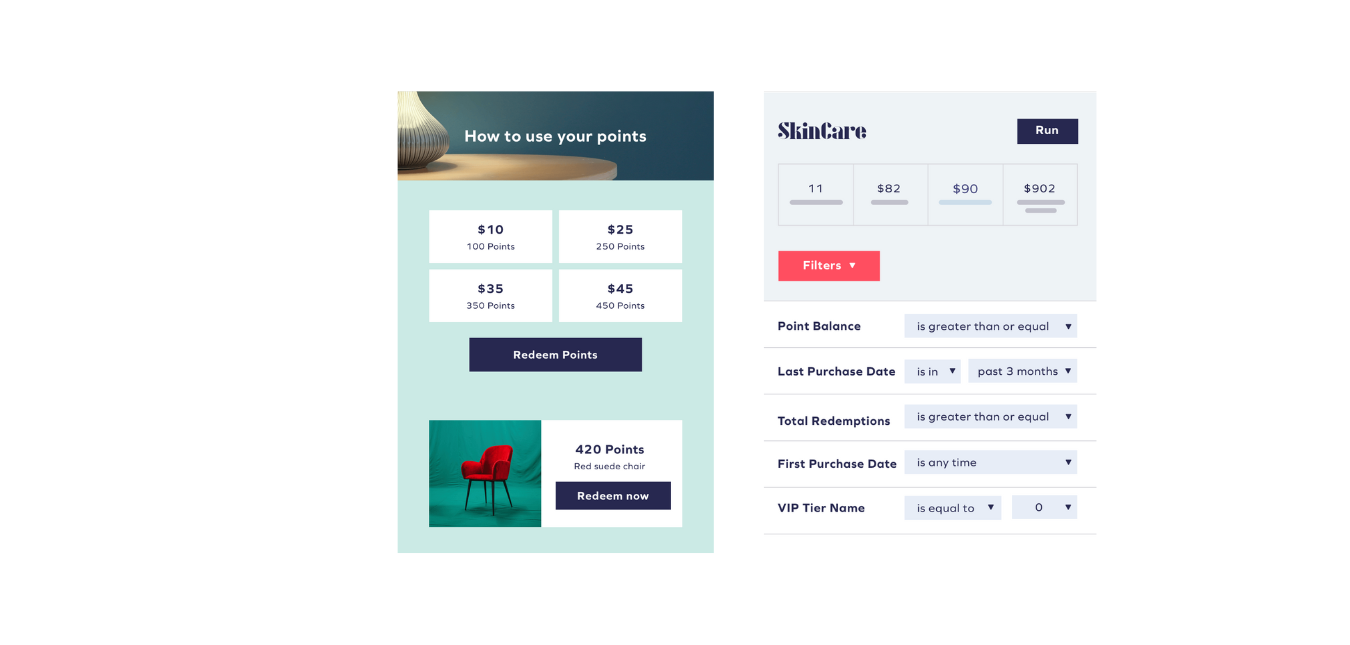 How to use your points
$10
100 Points
$25
250 Points
$35
350 Points
$45
450 Points
Redeem Points
420 Points
Red suede chair
Redeem now
SkinCare
Run
11
$82
$90
$902
Filters
Point Balance is greater than or equal
Last Purchase Date is in past 3 months
Total Redemptions is greater than or equal
First Purchase Date is any time
VIP Tier Name is equal to 0